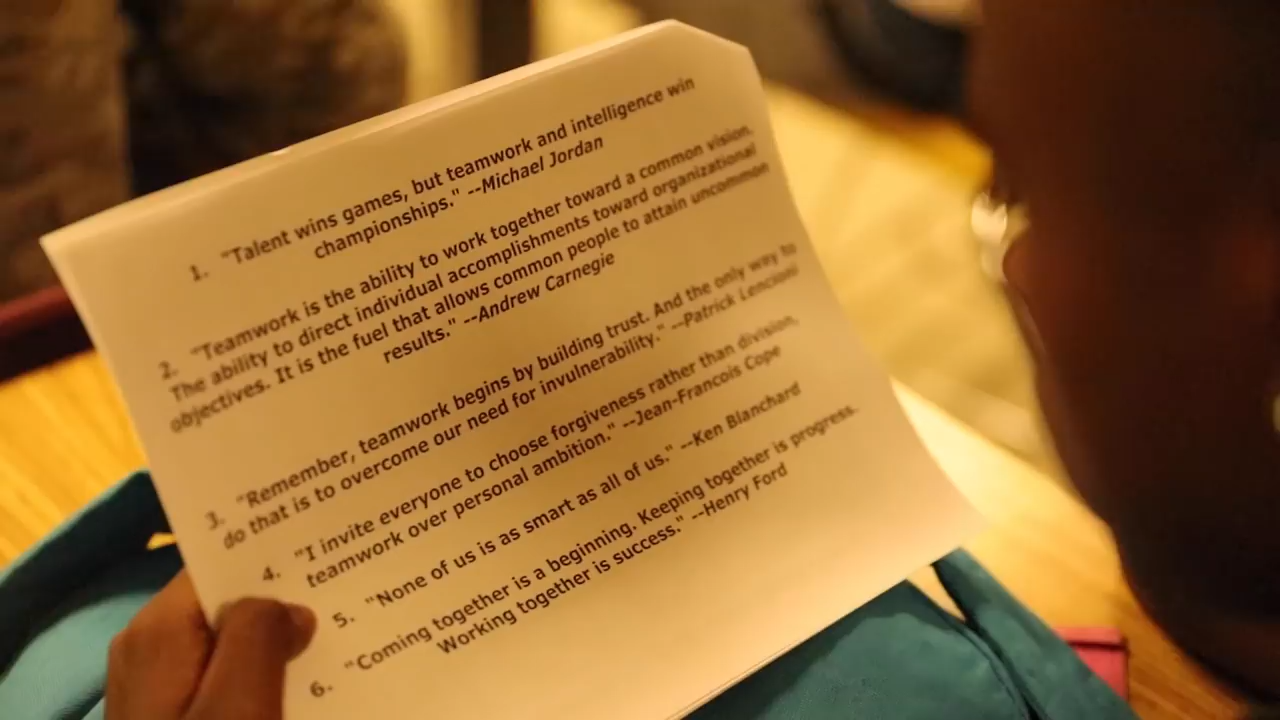 1. "Talent wins games, but teamwork and intelligence win
championships." --Michael Jordan
2. "Teamwork is the ability to work together toward a common vision.
The ability to direct individual accomplishments toward organizational
objectives. It is the fuel that allows common people to attain uncommon
results." --Andrew Carnegie
3. "Remember, teamwork begins by building trust. And the only way to
do that is to overcome our need for invulnerability." --Patrick Lencioni
4. "I invite everyone to choose forgiveness rather than division,
teamwork over personal ambition." --Jean-Francois Cope
5. "None of us is as smart as all of us." --Ken Blanchard
6. "Coming together is a beginning. Keeping together is progress.
Working together is success." --Henry Ford